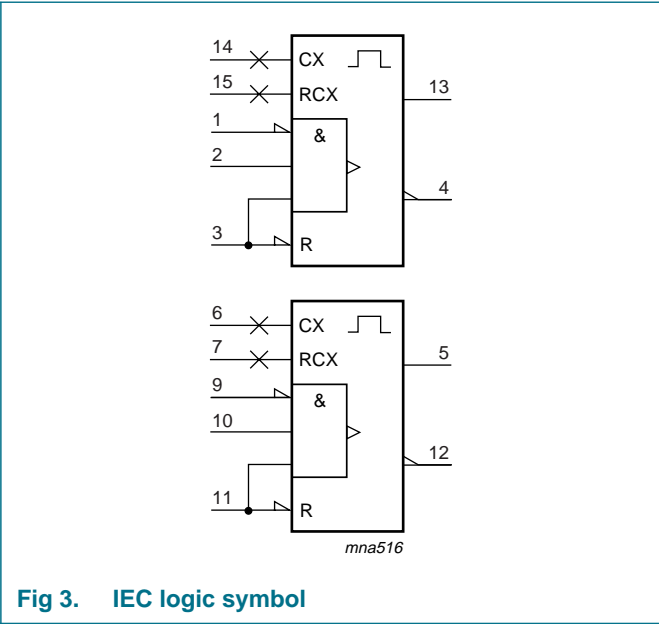 14 CX
15 RCX 13
1 &
2
4
3 R
6 CX
7 RCX 5
9 &
10
12
11 R
mna516
Fig 3. IEC logic symbol